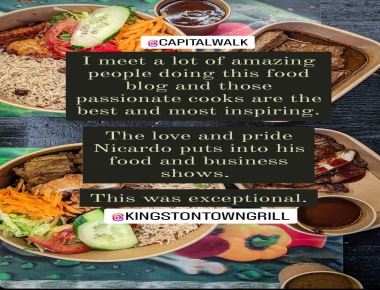 @CAPITALWALK
I meet a lot of amazing
people doing this food
blog and those
passionate cooks are the
best and most inspiring.
The love and pride
Nicardo puts into his
food and business
shows.
This was exceptional.
@KINGSTONTOWNGRILL